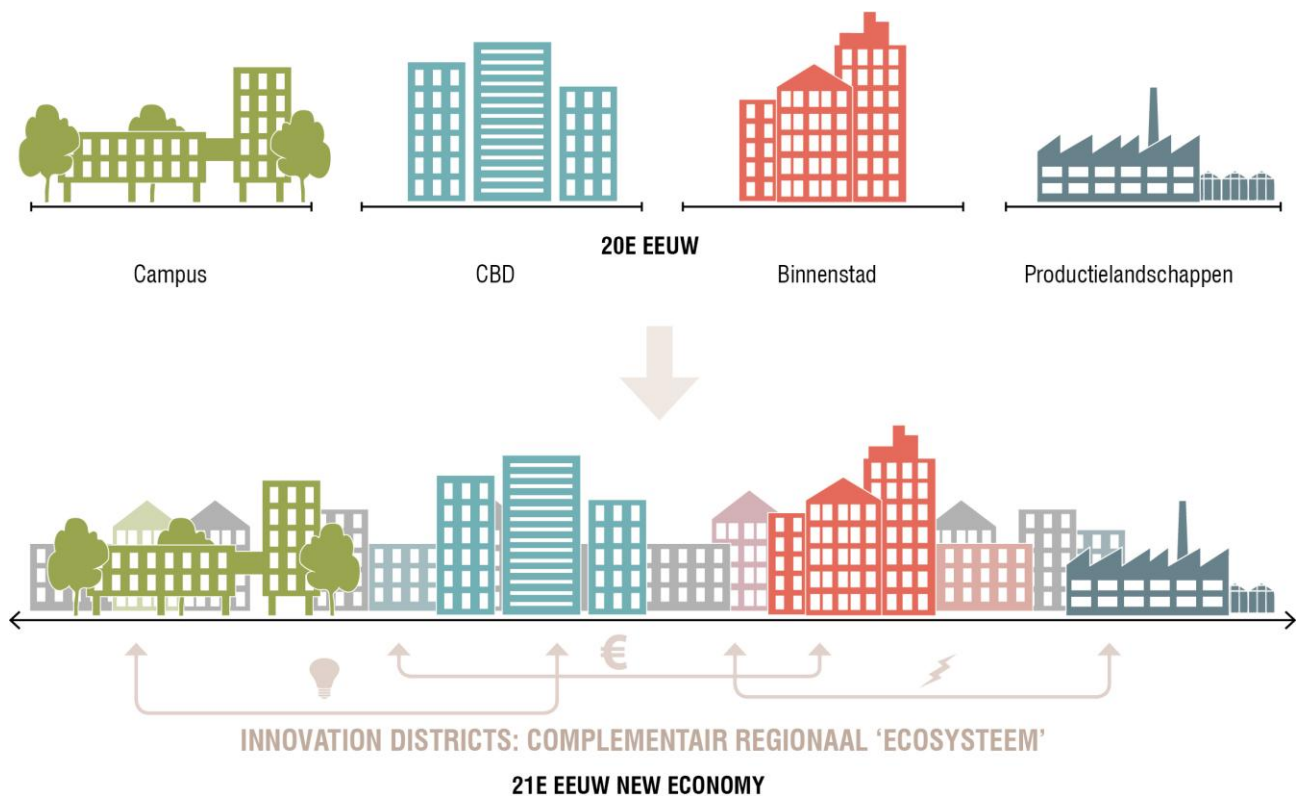 20E EEUW
Campus
CBD
Binnenstad
Productielandschappen
€
INNOVATION DISTRICTS: COMPLEMENTAIR REGIONAAL ‘ECOSYSTEEM’
21E EEUW NEW ECONOMY